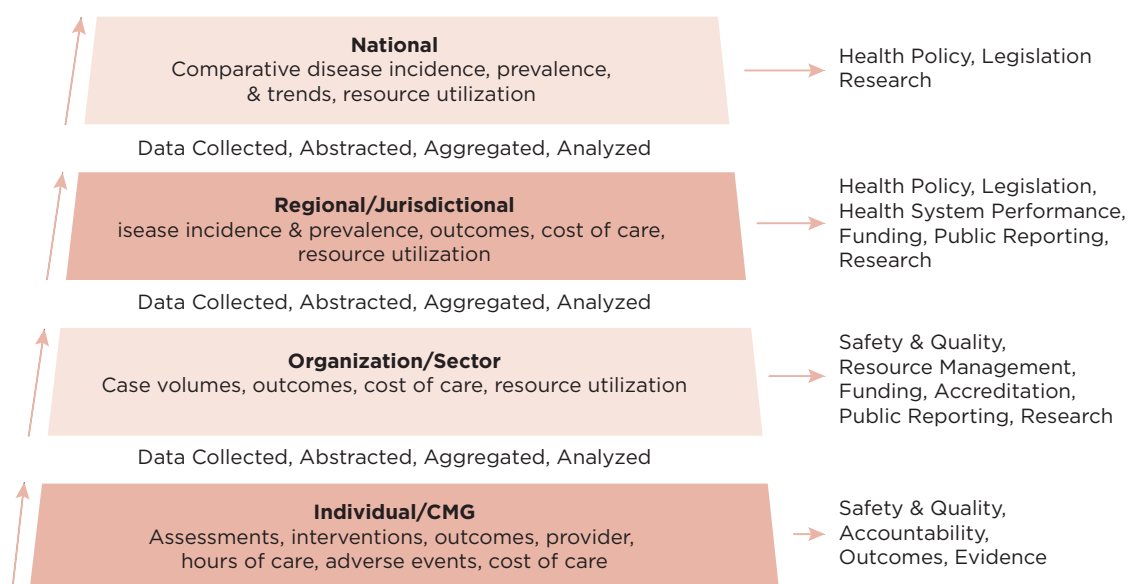 National
Comparative disease incidence, prevalence,
& trends, resource utilization
Health Policy, Legislation
Research
Data Collected, Abstracted, Aggregated, Analyzed
Regional/Jurisdictional
isease incidence & prevalence, outcomes, cost of care,
resource utilization
Health Policy, Legislation,
Health System Performance,
Funding, Public Reporting,
Research
Data Collected, Abstracted, Aggregated, Analyzed
Organization/Sector
Case volumes, outcomes, cost of care, resource utilization
Safety & Quality,
Resource Management,
Funding, Accreditation,
Public Reporting, Research
Data Collected, Abstracted, Aggregated, Analyzed
Individual/CMG
Assessments, interventions, outcomes, provider,
hours of care, adverse events, cost of care
Safety & Quality,
Accountability,
Outcomes, Evidence